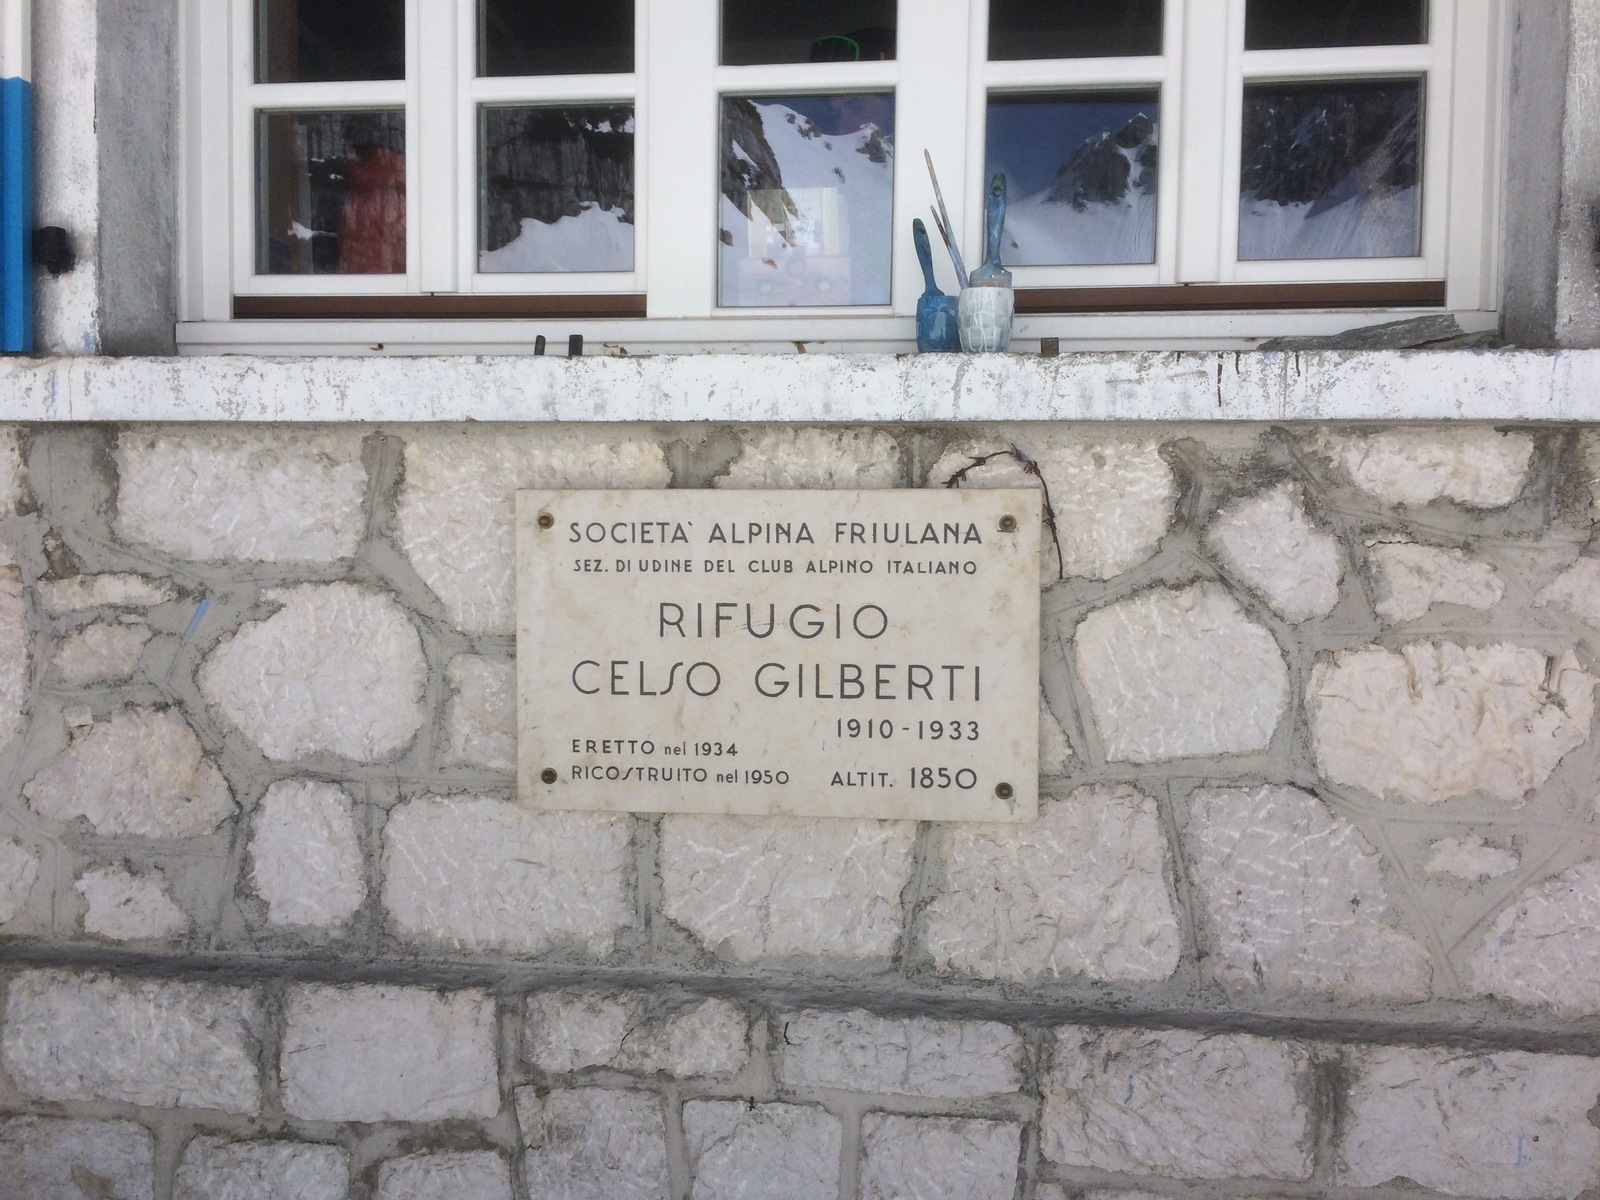 SOCIETA` ALPINA FRIULANA
SEZ. DI UDINE DEL CLUB ALPINO ITALIANO
RIFUGIO
CELSO GILBERTI
1910-1933
ERETTO nel 1934
RICOSTRUITO nel 1950 ALTIT. 1850